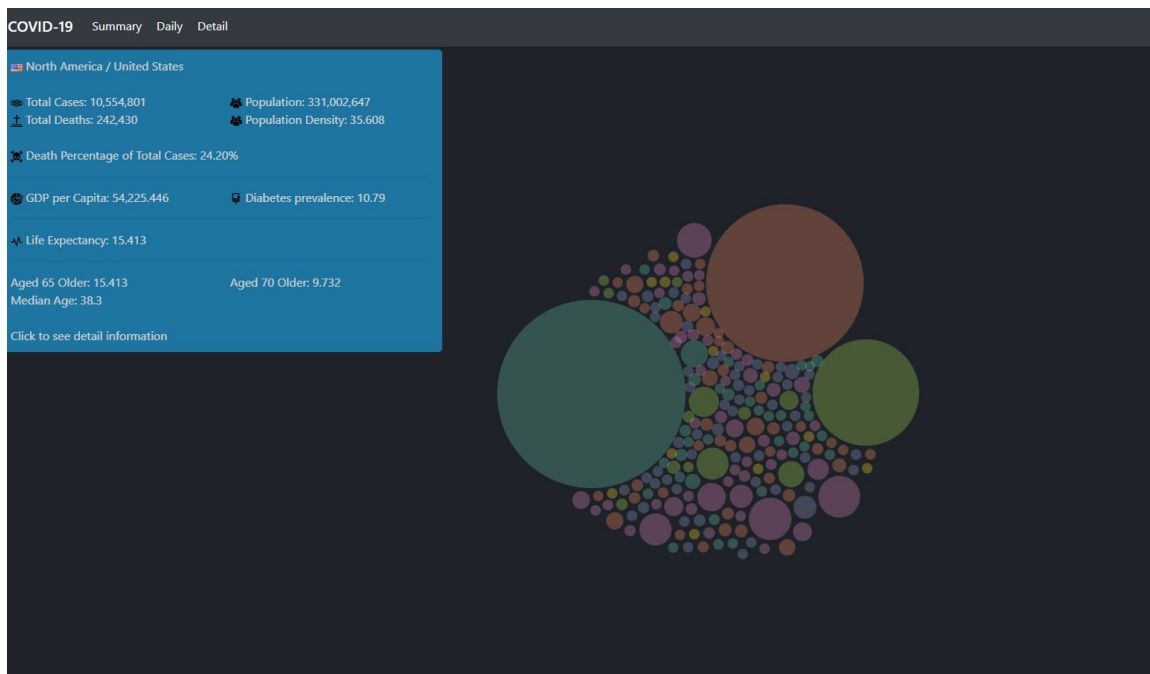 COVID-19 Summary Daily Detail
North America / United States
Total Cases: 10,554,801 Population: 331,002,647
Total Deaths: 242,430 Population Density: 35.608
Death Percentage of Total Cases: 24.20%
GDP per Capita: 54,225.446 Diabetes prevalence: 10.79
Life Expectancy: 15.413
Aged 65 Older: 15.413 Aged 70 Older: 9.732
Median Age: 38.3
Click to see detail information